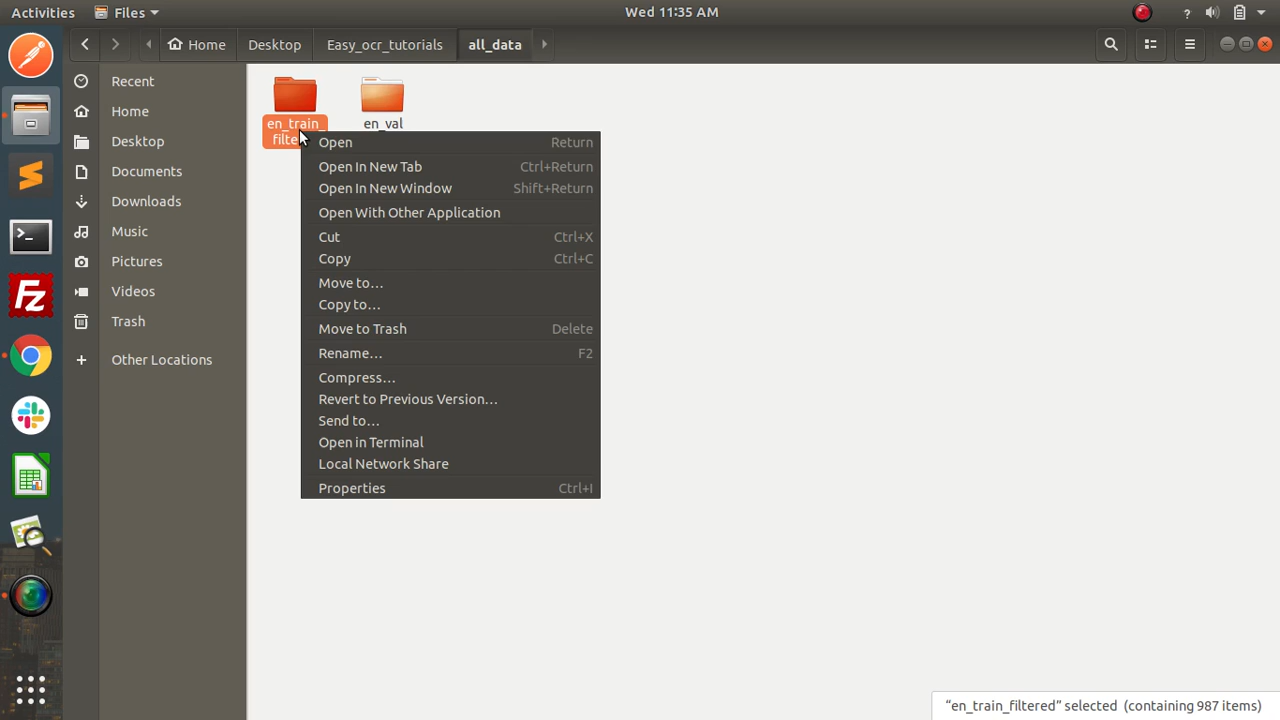 Activities Files Wed 11:35 AM ?
Home Desktop Easy_ocr_tutorials all_data
Recent
Home
Desktop
Documents
Downloads
Music
Pictures
Videos
Trash
+ Other Locations
en_train_
filte
en_val
Open Return
Open In New Tab Ctrl+Return
Open In New Window Shift+Return
Open With Other Application
Cut Ctrl+X
Copy Ctrl+C
Move to…
Copy to…
Move to Trash Delete
Rename… F2
Compress…
Revert to Previous Version…
Send to…
Open in Terminal
Local Network Share
Properties Ctrl+I
>_
Fz
“en_train_filtered” selected (containing 987 items)